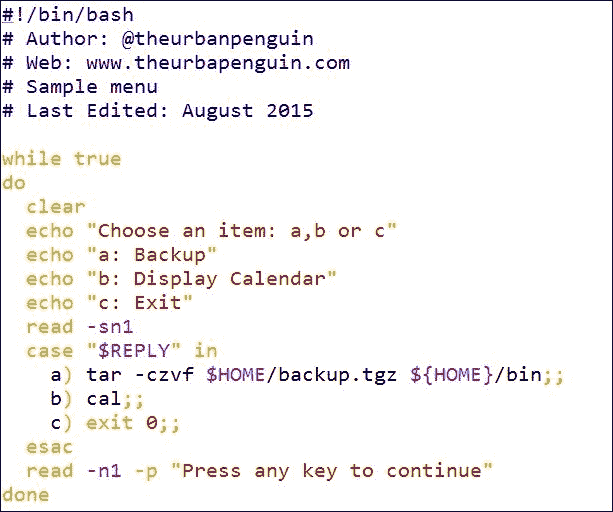 #!/bin/bash
# Author: @theurbanpenguin
# Web: www.theurbapenguin.com
# Sample menu
# Last Edited: August 2015

while true
do
  clear
  echo "Choose an item: a,b or c"
  echo "a: Backup"
  echo "b: Display Calendar"
  echo "c: Exit"
  read -sn1
  case "$REPLY" in
    a) tar -czvf $HOME/backup.tgz ${HOME}/bin;;
    b) cal;;
    c) exit 0;;
  esac
  read -n1 -p "Press any key to continue"
done